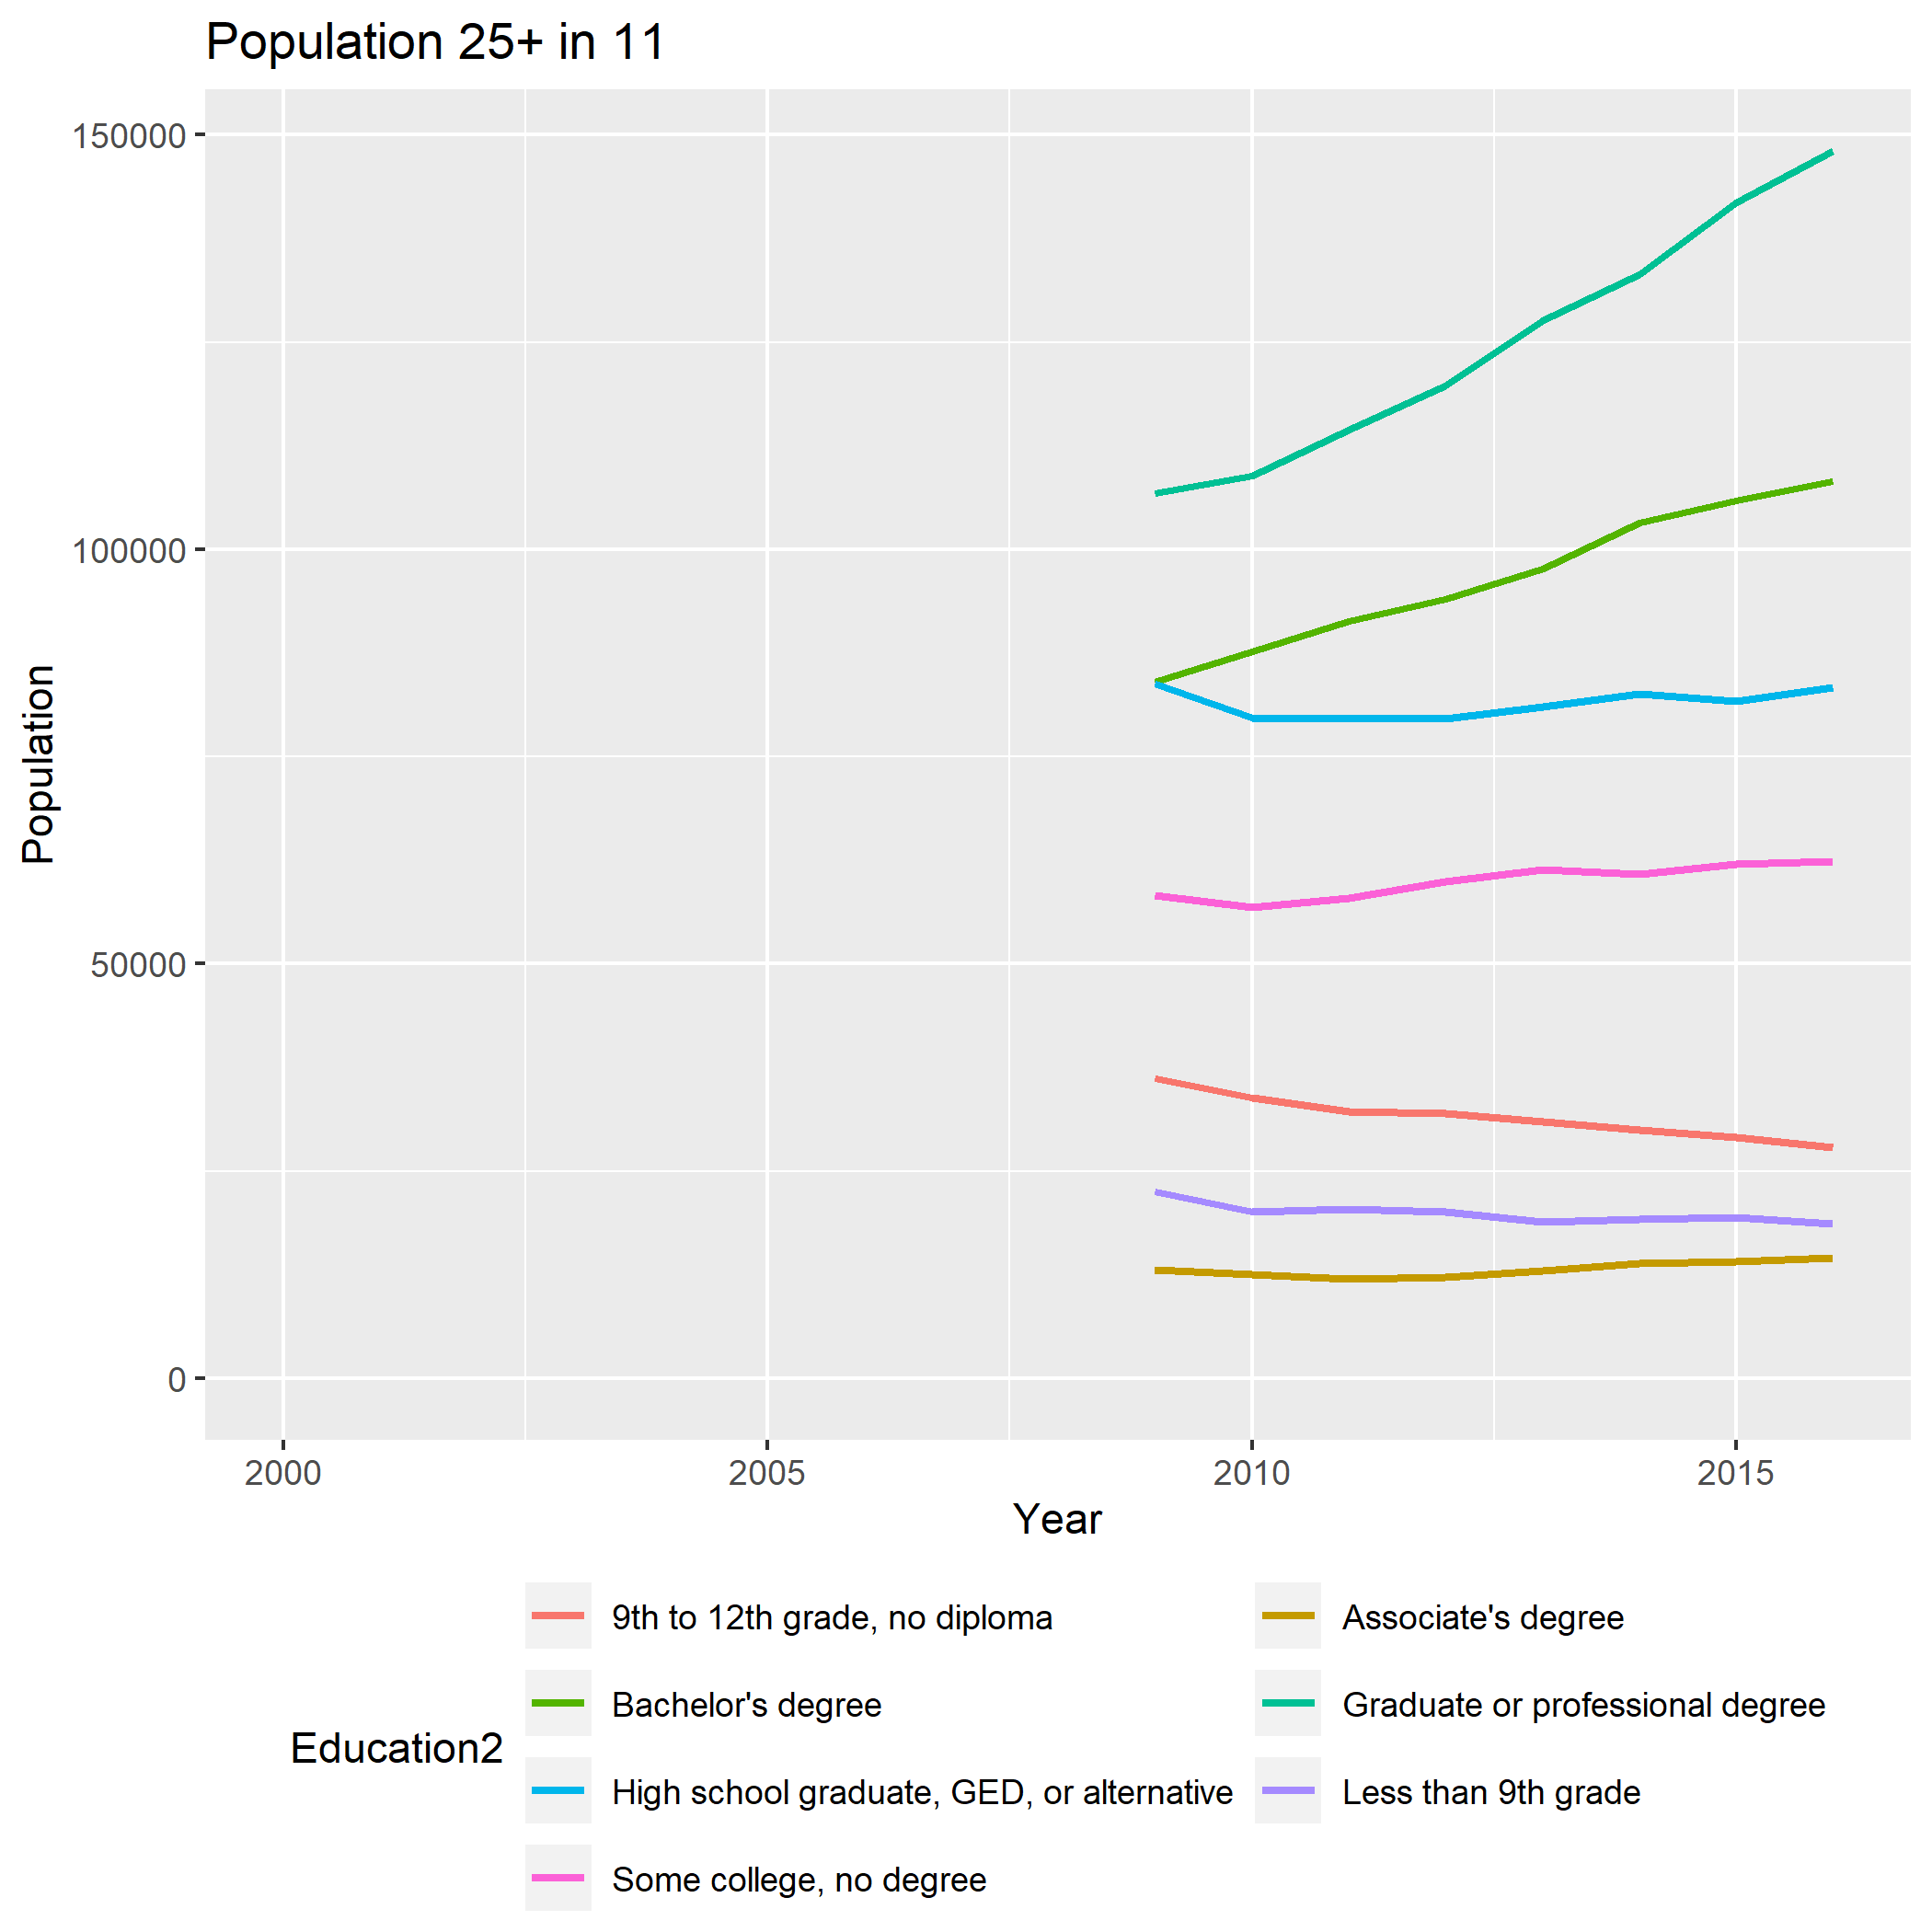 Population 25+ in 11
150000
100000
50000
0
Population
2000 2005 2010 2015
Year
Education2
9th to 12th grade, no diploma
Associate's degree
Bachelor's degree
Graduate or professional degree
High school graduate, GED, or alternative
Less than 9th grade
Some college, no degree